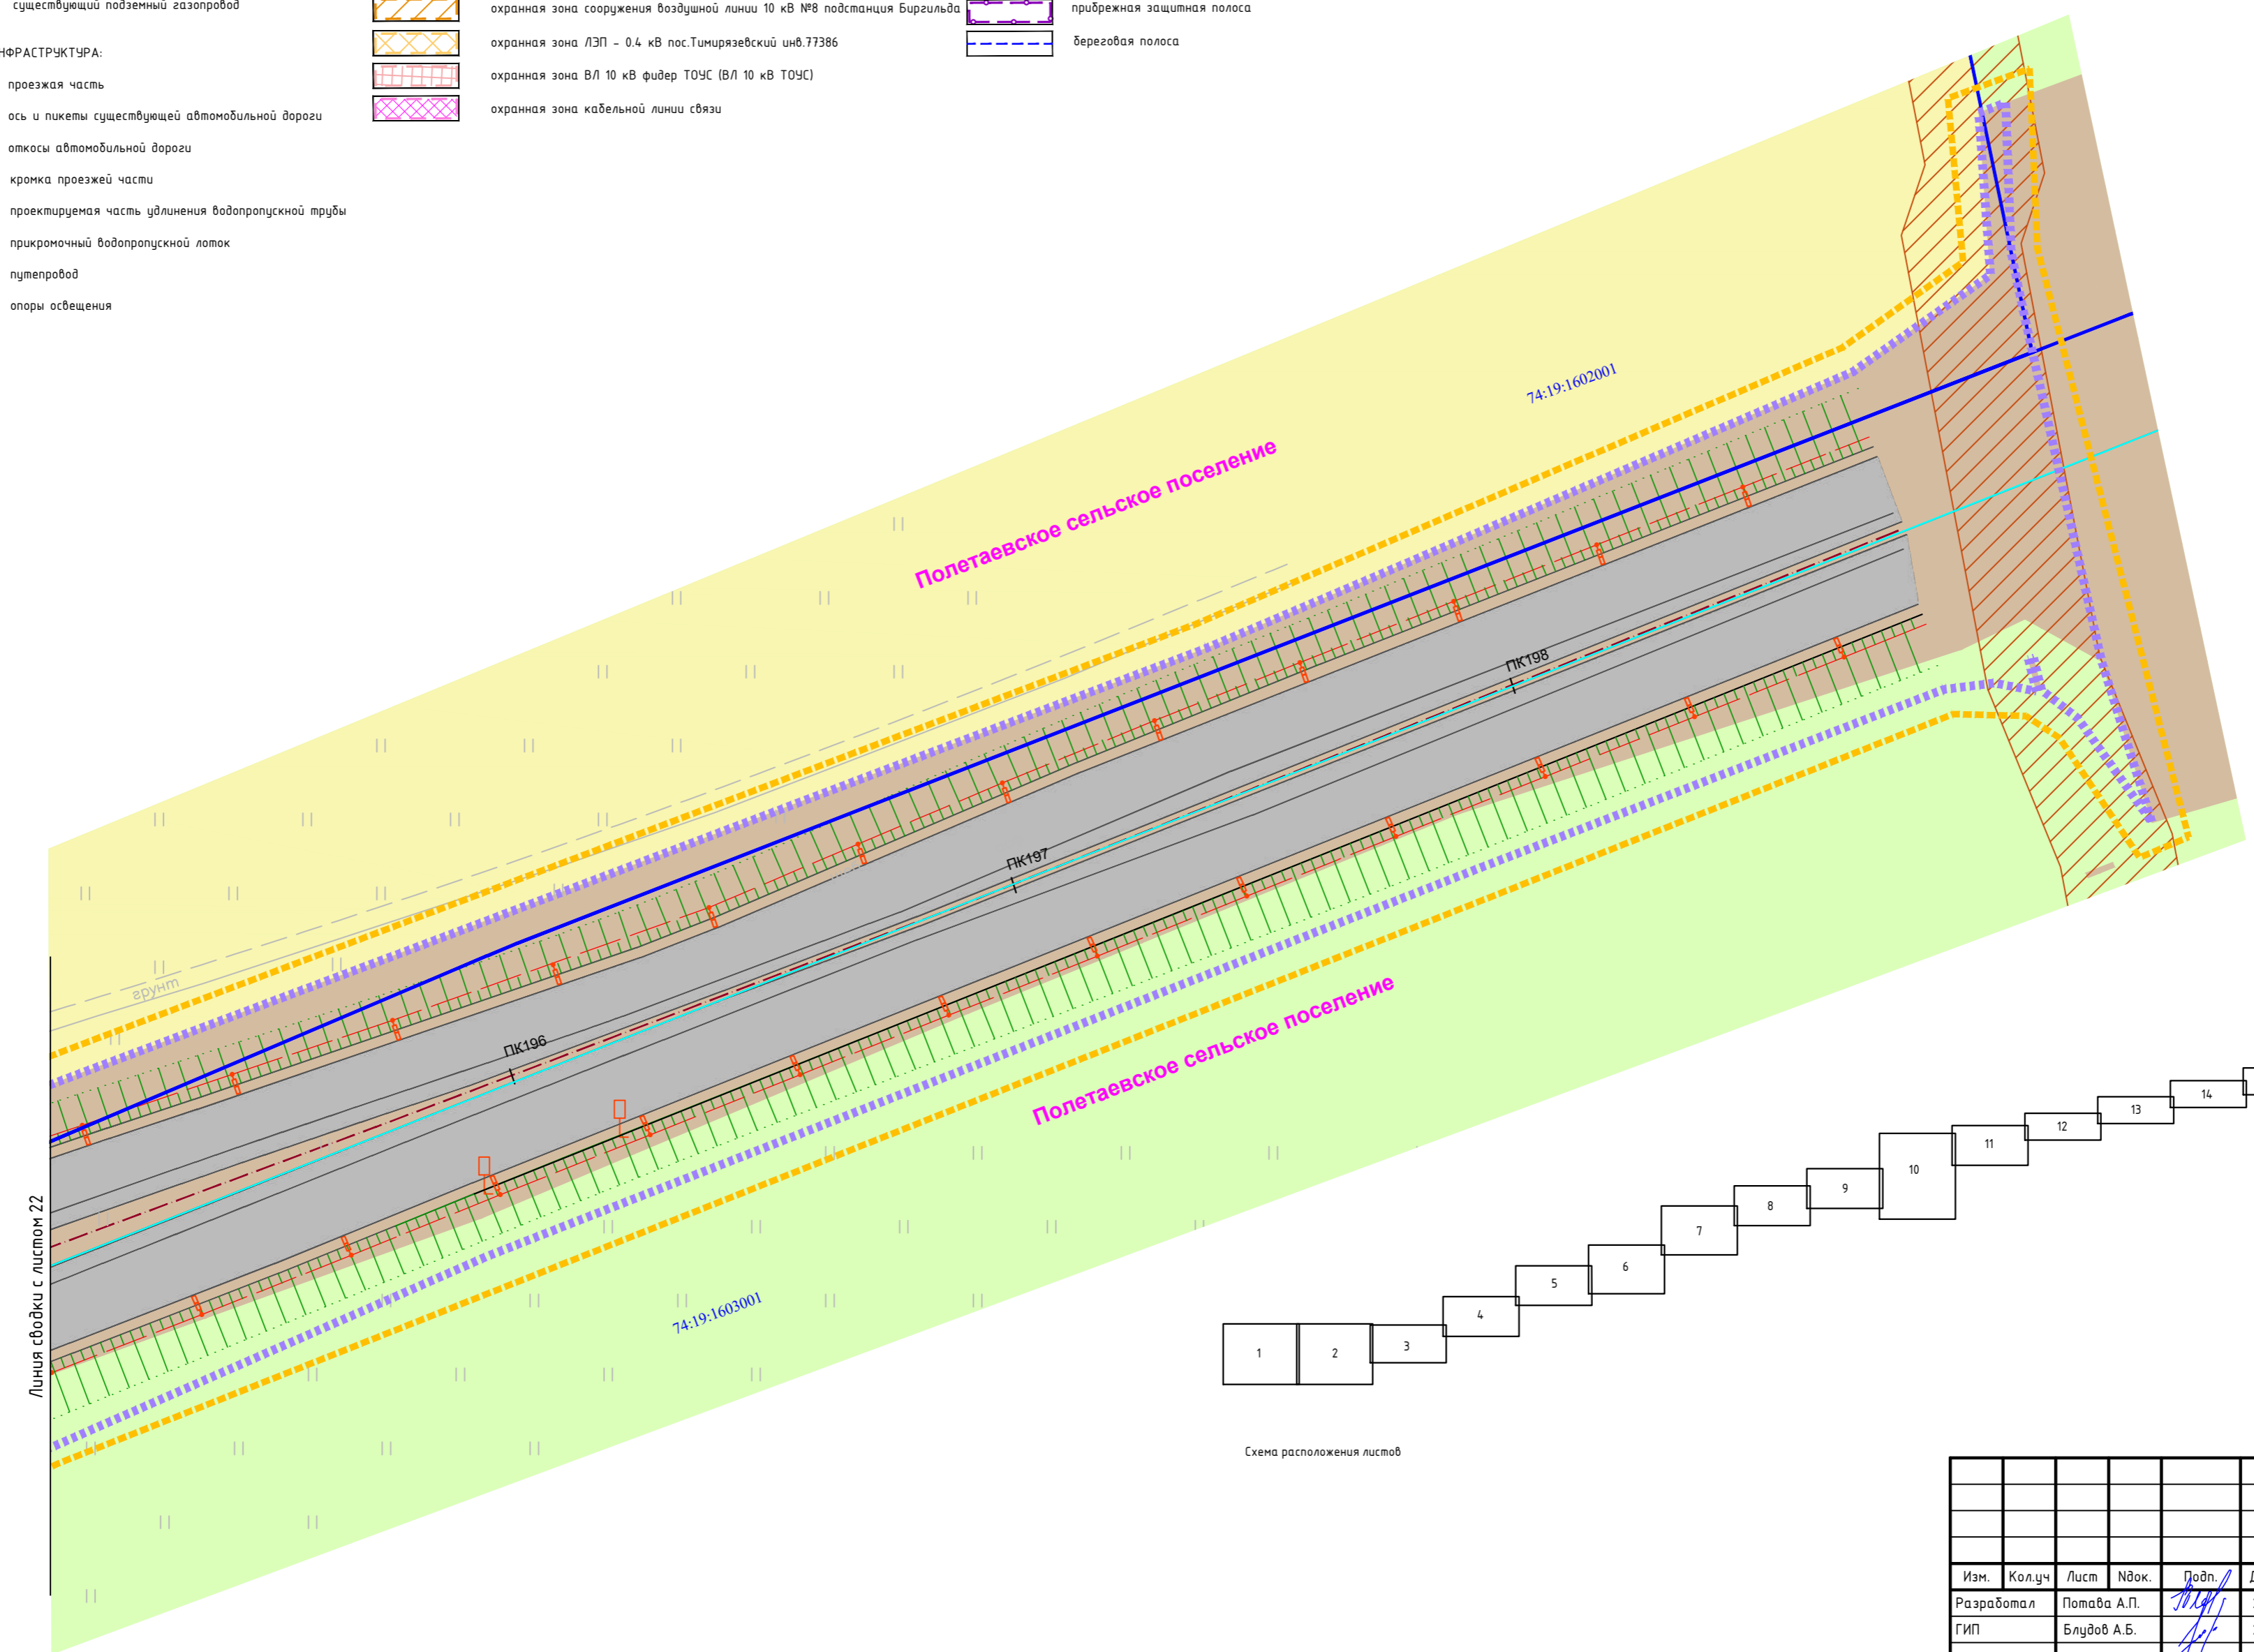 существующий подземный газопровод
НФРАСТРУКТУРА:
проезжая часть
ось и пикеты существующей автомобильной дороги
откосы автомобильной дороги
кромка проезжей части
проектируемая часть удлинения водопропускной трубы
прикромочный водопропускной лоток
путепровод
опоры освещения
охранная зона сооружения воздушной линии 10 кВ №8 подстанция Биргильда
охранная зона ЛЭП - 0.4 кВ пос.Тимирязевский инв.77386
охранная зона ВЛ 10 кВ фидер ТОУС (ВЛ 10 кВ ТОУС)
охранная зона кабельной линии связи
прибрежная защитная полоса
береговая полоса
74:19:1602001
Полетаевское сельское поселение
ПК198
ПК197
грунт
ПК196
Полетаевское сельское поселение
74:19:1603001
Линия сводки с листом 22
1
2
3
4
5
6
7
8
9
10
11
12
13
14
Схема расположения листов
Изм. Кол.уч Лист Nдок. Подп.
Разработал Потава А.П.
ГИП Блудов А.Б.